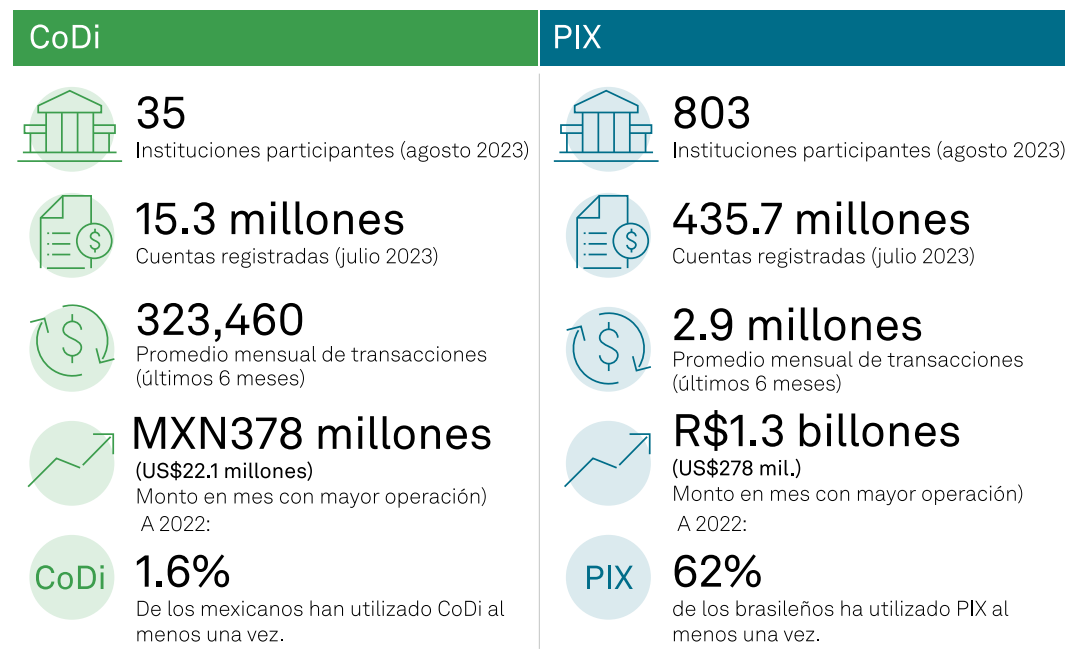 CoDi
35
Instituciones participantes (agosto 2023)
$
15.3 millones
Cuentas registradas (julio 2023)
$
323,460
Promedio mensual de transacciones
(últimos 6 meses)
MXN378 millones
(US$22.1 millones)
Monto en mes con mayor operación)
A 2022:
CoDi
1.6%
De los mexicanos han utilizado CoDi al
menos una vez.
PIX
803
Instituciones participantes (agosto 2023)
$
435.7 millones
Cuentas registradas (julio 2023)
$
2.9 millones
Promedio mensual de transacciones
(últimos 6 meses)
R$1.3 billones
(US$278 mil.)
Monto en mes con mayor operación)
A 2022:
PIX
62%
de los brasileños ha utilizado PIX al
menos una vez.